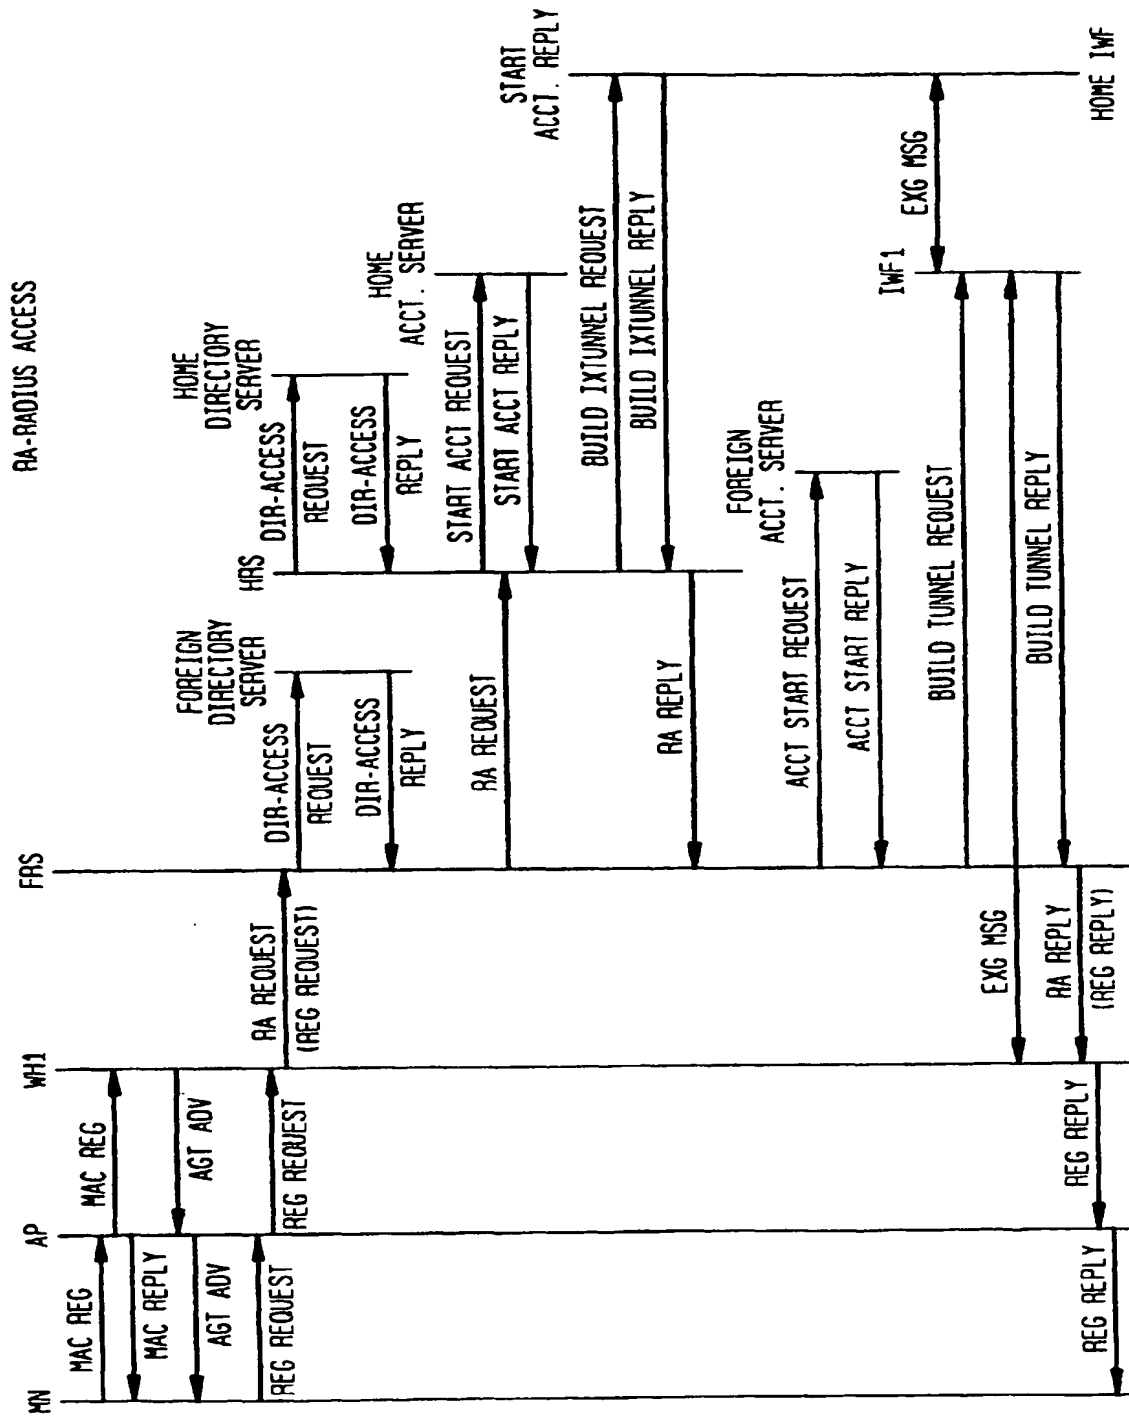 RA-RADIUS ACCESS
MN
AP
WH1
FRS
FOREIGN
DIRECTORY
SERVER
HRS
HOME
DIRECTORY
SERVER
HOME
ACCT. SERVER
START
ACCT. REPLY
MAC REG
MAC REG
MAC REPLY
AGT ADV
AGT ADV
REG REQUEST
REG REQUEST
RA REQUEST
(REG REQUEST)
DIR-ACCESS
REQUEST
DIR-ACCESS
REPLY
DIR-ACCESS
REQUEST
DIR-ACCESS
REPLY
RA REQUEST
START ACCT REQUEST
START ACCT REPLY
BUILD IXTUNNEL REQUEST
BUILD IXTUNNEL REPLY
RA REPLY
FOREIGN
ACCT. SERVER
ACCT START REQUEST
ACCT START REPLY
IWF1
EXG MSG
BUILD TUNNEL REQUEST
EXG MSG
BUILD TUNNEL REPLY
RA REPLY
(REG REPLY)
REG REPLY
REG REPLY
HOME IWF